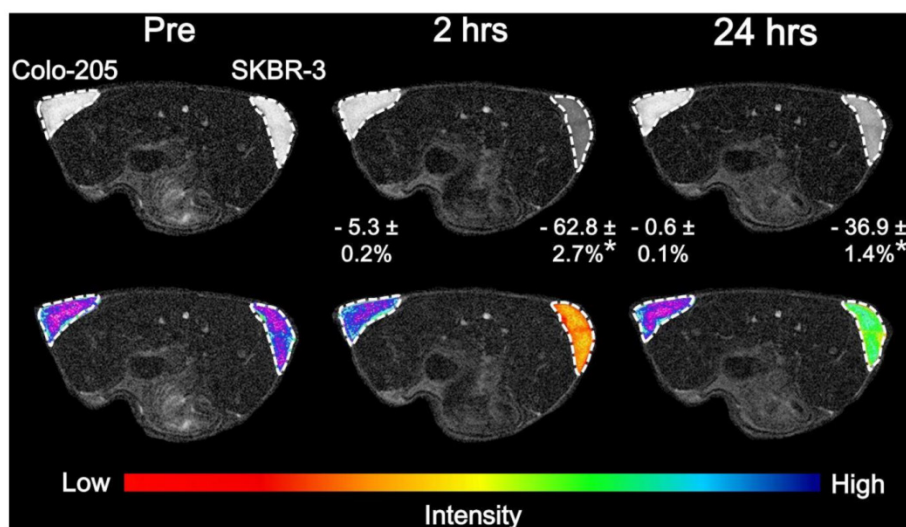 Pre 2 hrs 24 hrs
Colo-205 SKBR-3
- 5.3 ± - 62.8 ± - 0.6 ± - 36.9 ±
0.2% 2.7%* 0.1% 1.4%*
Low High
Intensity